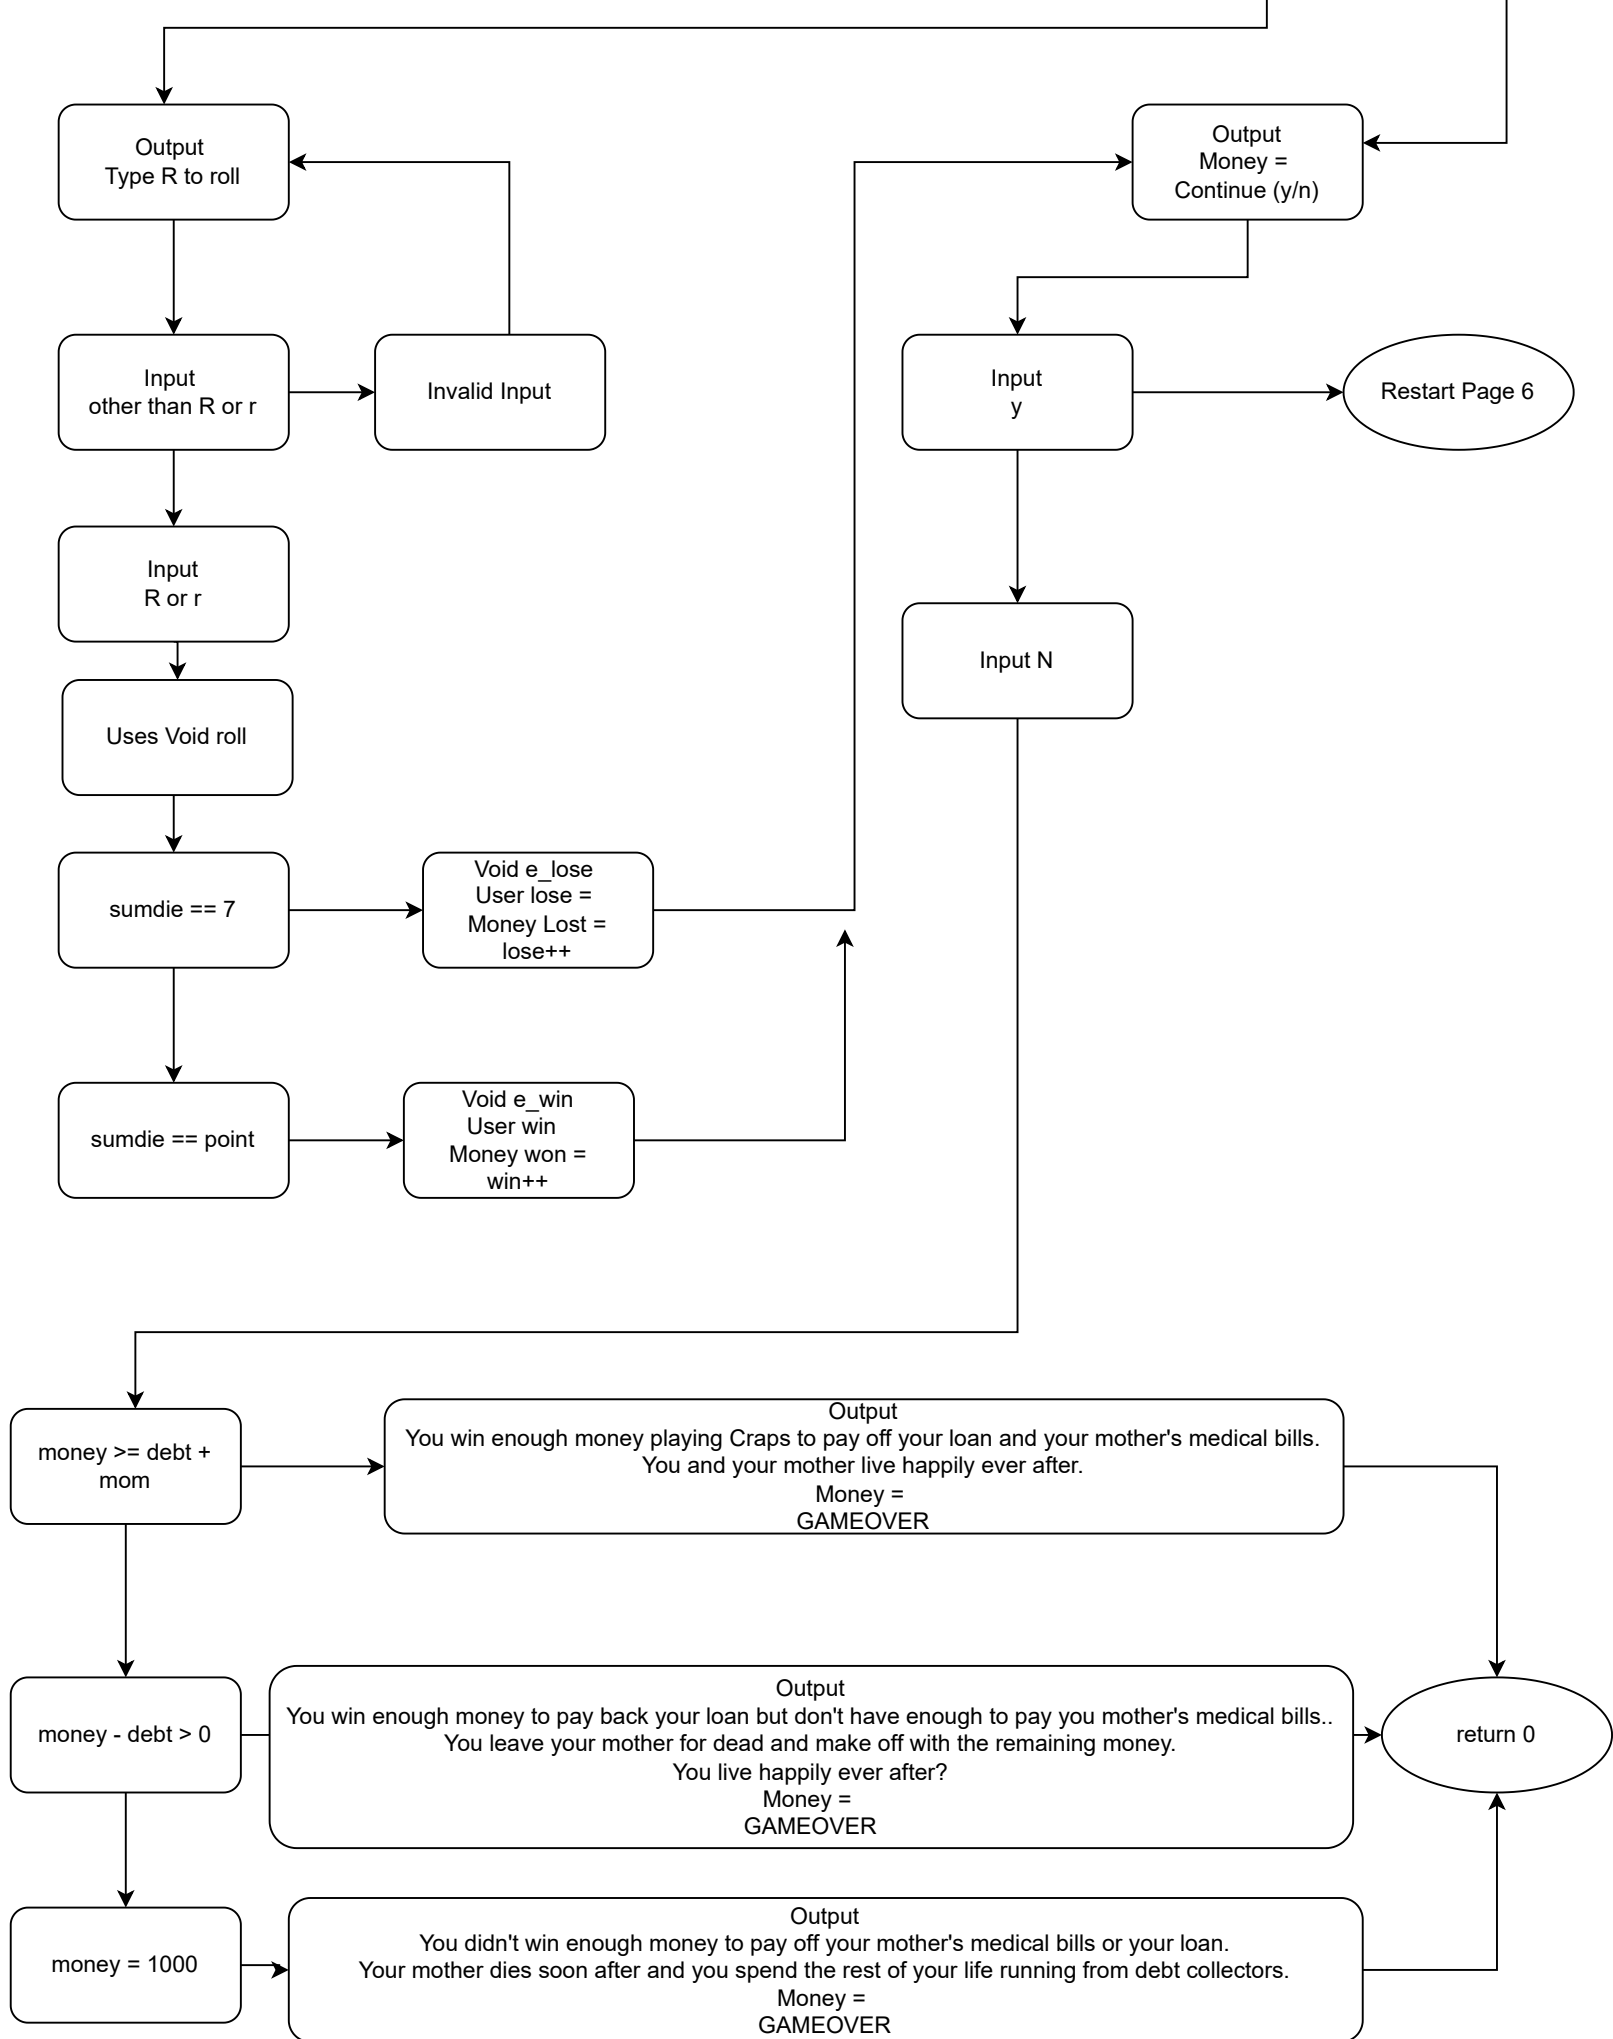 Output
Type R to roll
Output
Money =
Continue (y/n)
Input
other than R or r
Invalid Input
Input
y
Restart Page 6
Input
R or r
Input N
Uses Void roll
sumdie == 7
Void e_lose
User lose =
Money Lost =
lose++
sumdie == point
Void e_win
User win
Money won =
win++
money >= debt +
mom
Output
You win enough money playing Craps to pay off your loan and your mother's medical bills.
You and your mother live happily ever after.
Money =
GAMEOVER
money - debt > 0
Output
You win enough money to pay back your loan but don't have enough to pay you mother's medical bills..
You leave your mother for dead and make off with the remaining money.
You live happily ever after?
Money =
GAMEOVER
return 0
money = 1000
Output
You didn't win enough money to pay off your mother's medical bills or your loan.
Your mother dies soon after and you spend the rest of your life running from debt collectors.
Money =
GAMEOVER